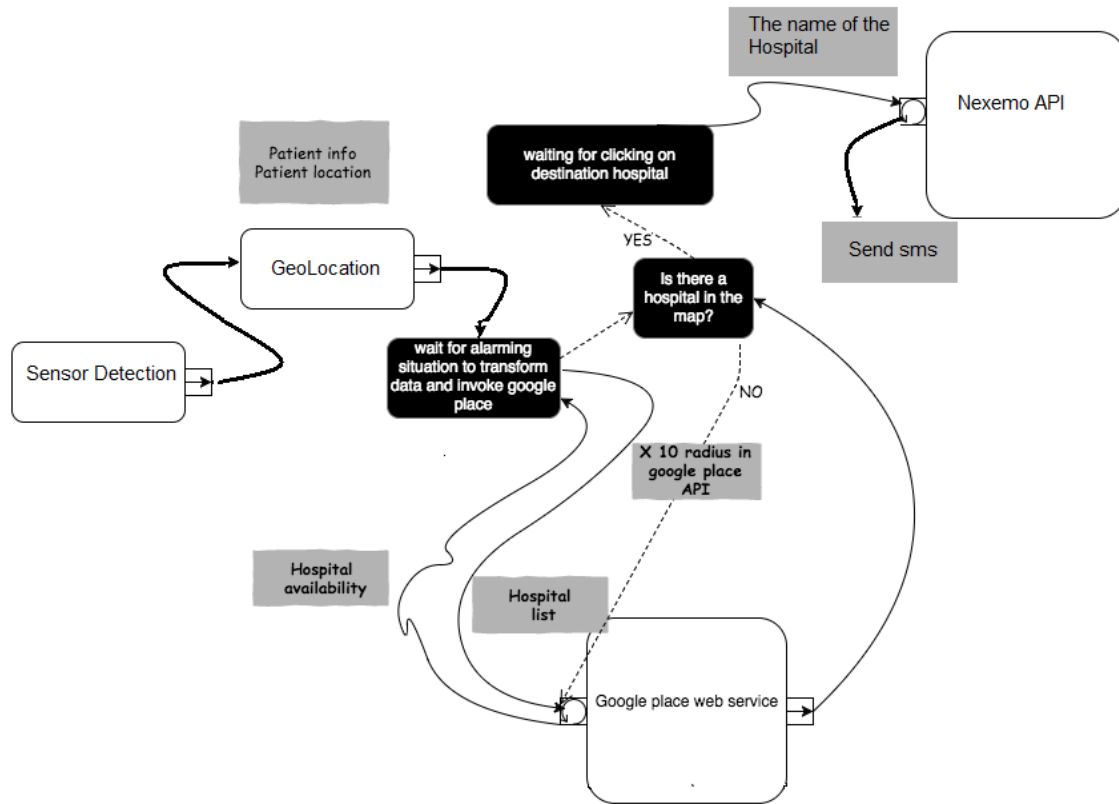 The name of the
Hospital
Nexemo API
Patient info
Patient location
waiting for clicking on
destination hospital
YES
Send sms
GeoLocation
Is there a
hospital in the
map?
Sensor Detection
wait for alarming
situation to transform
data and invoke google
place
NO
X 10 radius in
google place
API
Hospital
availability
Hospital
list
Google place web service